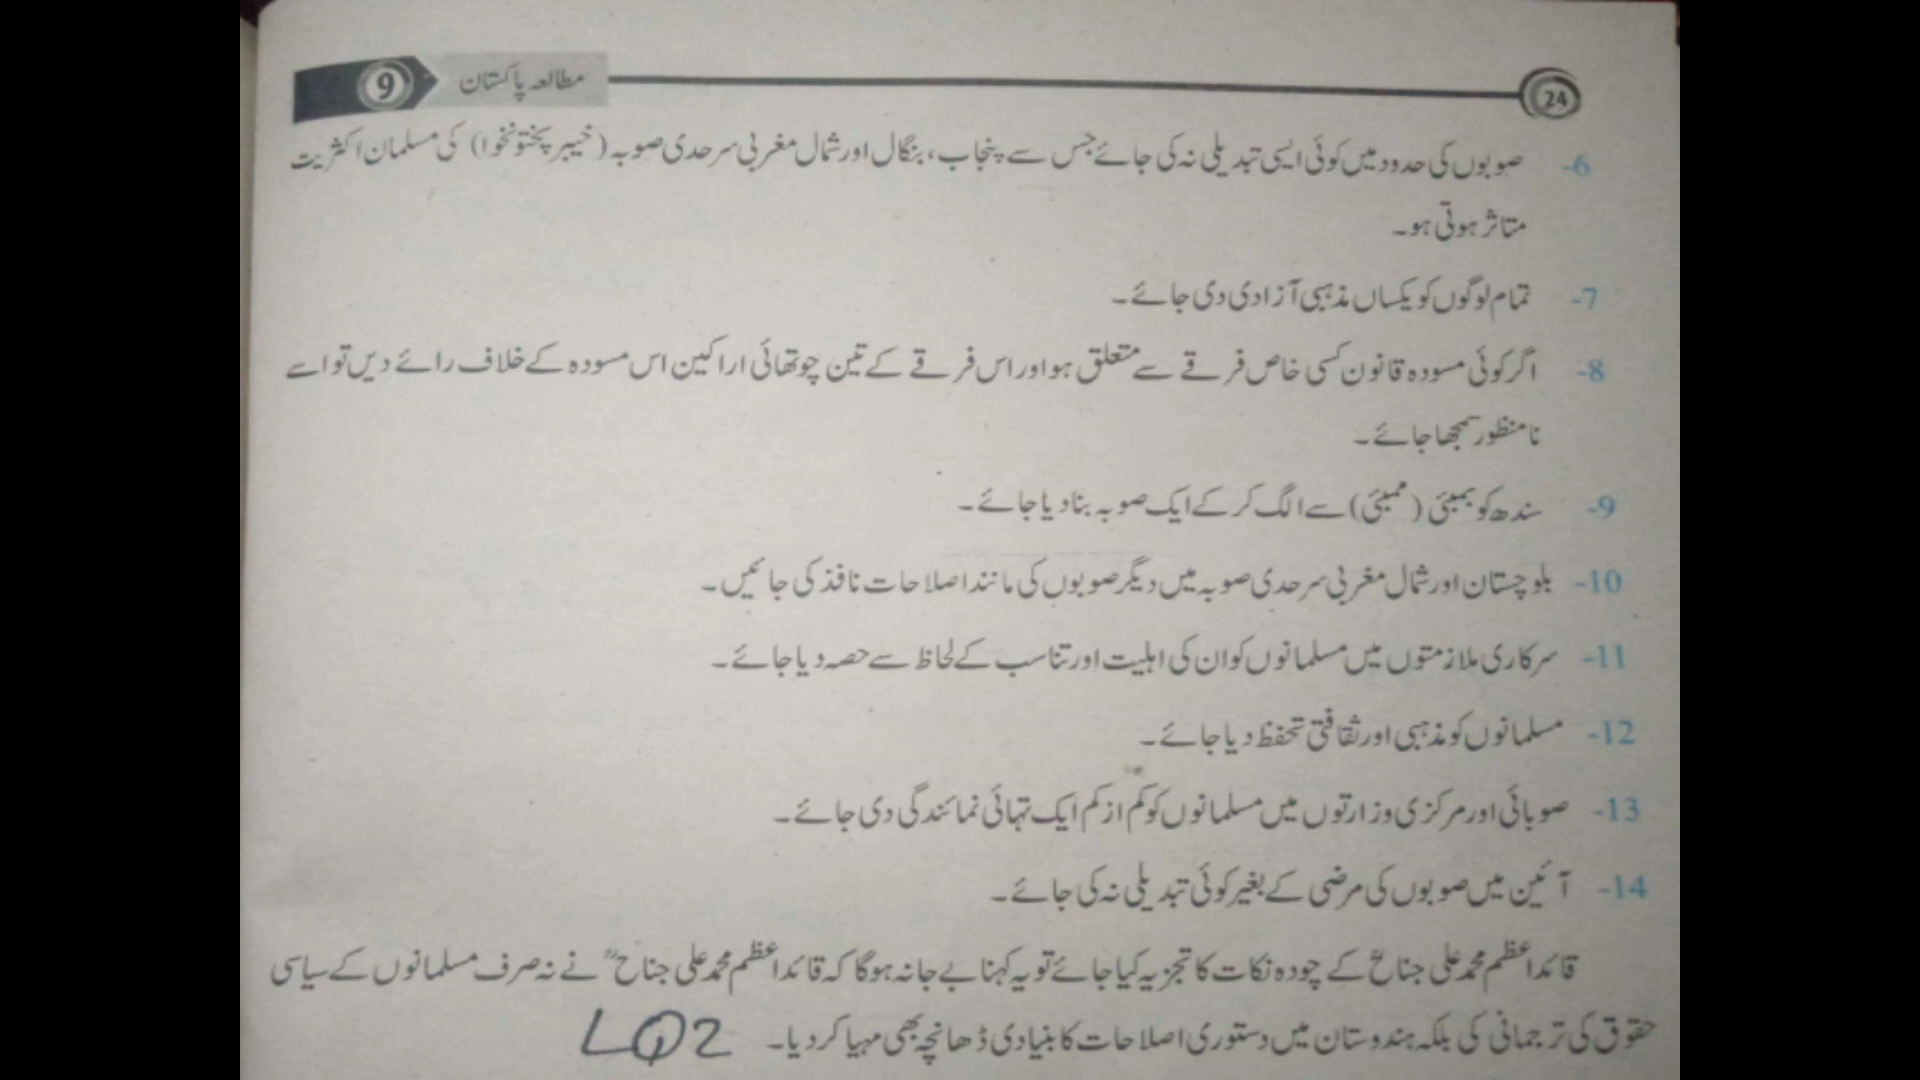 24 مطالعہ پاکستان 9
-6 صوبوں کی حدود میں کوئی ایسی تبدیلی نہ کی جائے جس سے پنجاب، بنگال اور شمال مغربی سرحدی صوبہ (خیبر پختونخوا) کی مسلمان اکثریت
متاثر ہوتی ہو۔
-7 تمام لوگوں کو یکساں مذہبی آزادی دی جائے۔
-8 اگر کوئی مسودہ قانون کسی خاص فرقے سے متعلق ہو اور اس فرقے کے تین چوتھائی اراکین اس مسودہ کے خلاف رائے دیں تو اسے
نامنظور سمجھا جائے۔
-9 سندھ کو بمبئی (ممبئی) سے الگ کر کے ایک صوبہ بنا دیا جائے۔
-10 بلوچستان اور شمال مغربی سرحدی صوبہ میں دیگر صوبوں کی مانند اصلاحات نافذ کی جائیں۔
-11 سرکاری ملازمتوں میں مسلمانوں کو ان کی اہلیت اور تناسب کے لحاظ سے حصہ دیا جائے۔
-12 مسلمانوں کو مذہبی اور ثقافتی تحفظ دیا جائے۔
-13 صوبائی اور مرکزی وزارتوں میں مسلمانوں کو کم از کم ایک تہائی نمائندگی دی جائے۔
-14 آئین میں صوبوں کی مرضی کے بغیر کوئی تبدیلی نہ کی جائے۔
قائداعظم محمد علی جناحؒ کے چودہ نکات کا تجزیہ کیا جائے تو یہ کہنا بے جا نہ ہوگا کہ قائداعظم محمد علی جناحؒ نے نہ صرف مسلمانوں کے سیاسی
حقوق کی ترجمانی کی بلکہ ہندوستان میں دستوری اصلاحات کا بنیادی ڈھانچہ بھی مہیا کر دیا۔ LQ2